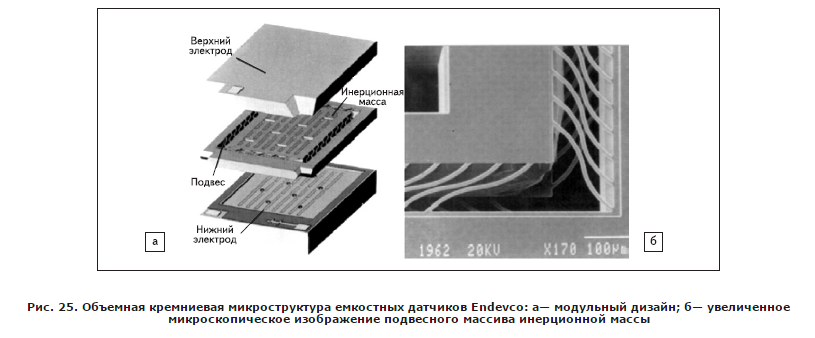 Верхний
электрод
Инерционная
масса
Подвес
Нижний
электрод
а
1962 20KV X170 100µm
б
Рис. 25. Объемная кремниевая микроструктура емкостных датчиков Endevco: а— модульный дизайн; б— увеличенное
микроскопическое изображение подвесного массива инерционной массы